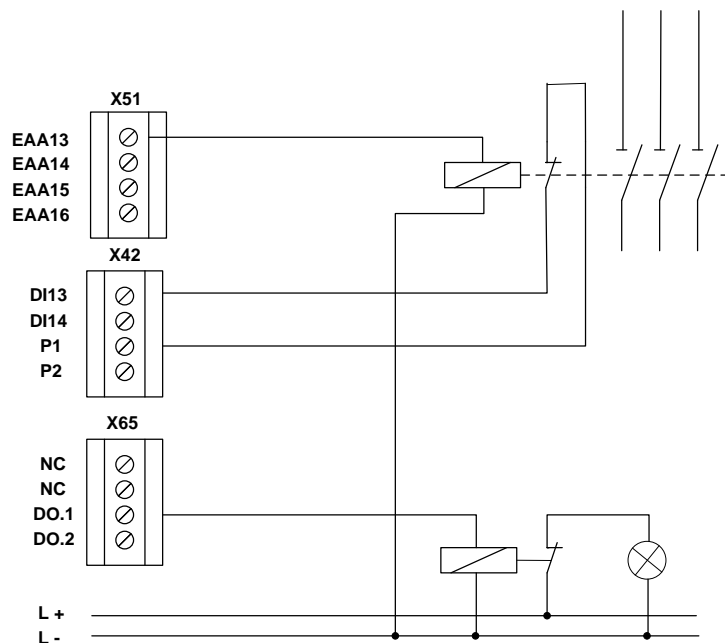 X51
EAA13
EAA14
EAA15
EAA16
X42
DI13
DI14
P1
P2
X65
NC
NC
DO.1
DO.2
L +
L -